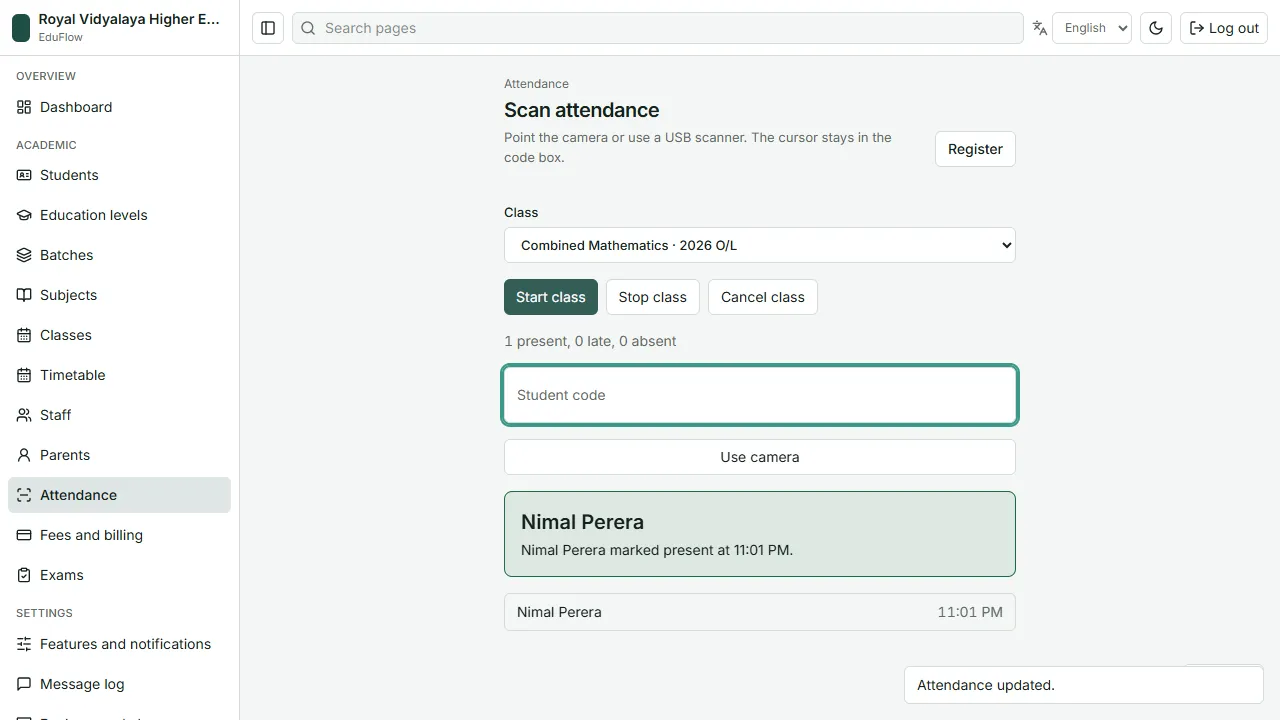 Royal Vidyalaya Higher E...
EduFlow
Search pages
English
Log out
OVERVIEW
Dashboard
ACADEMIC
Students
Education levels
Batches
Subjects
Classes
Timetable
Staff
Parents
Attendance
Fees and billing
Exams
SETTINGS
Features and notifications
Message log
Attendance
Scan attendance
Point the camera or use a USB scanner. The cursor stays in the
code box.
Register
Class
Combined Mathematics · 2026 O/L
Start class
Stop class
Cancel class
1 present, 0 late, 0 absent
Student code
Use camera
Nimal Perera
Nimal Perera marked present at 11:01 PM.
Nimal Perera
11:01 PM
Attendance updated.